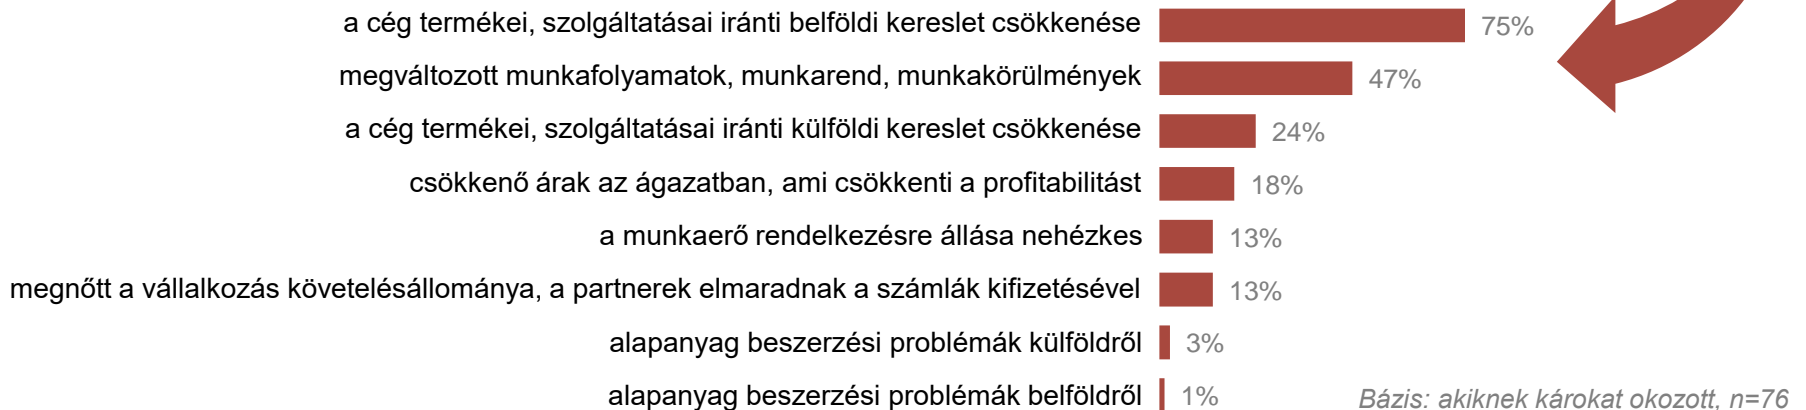 a cég termékei, szolgáltatásai iránti belföldi kereslet csökkenése 75%
megváltozott munkafolyamatok, munkarend, munkakörülmények 47%
a cég termékei, szolgáltatásai iránti külföldi kereslet csökkenése 24%
csökkenő árak az ágazatban, ami csökkenti a profitabilitást 18%
a munkaerő rendelkezésre állása nehézkes 13%
megnőtt a vállalkozás követelésállománya, a partnerek elmaradnak a számlák kifizetésével 13%
alapanyag beszerzési problémák külföldről 3%
alapanyag beszerzési problémák belföldről 1%
Bázis: akiknek károkat okozott, n=76